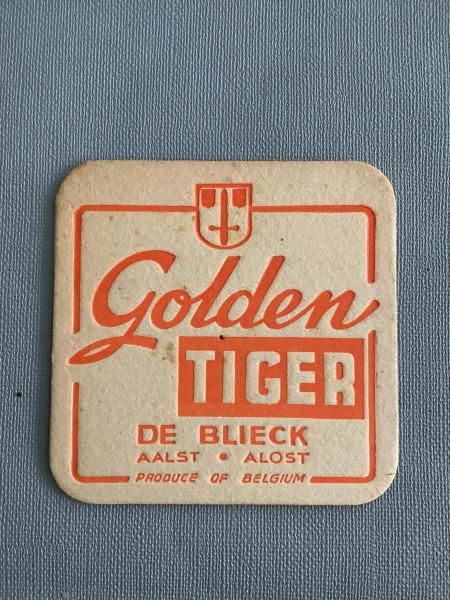 Golden
TIGER
DE BLIECK
AALST • ALOST
PRODUCE OF BELGIUM